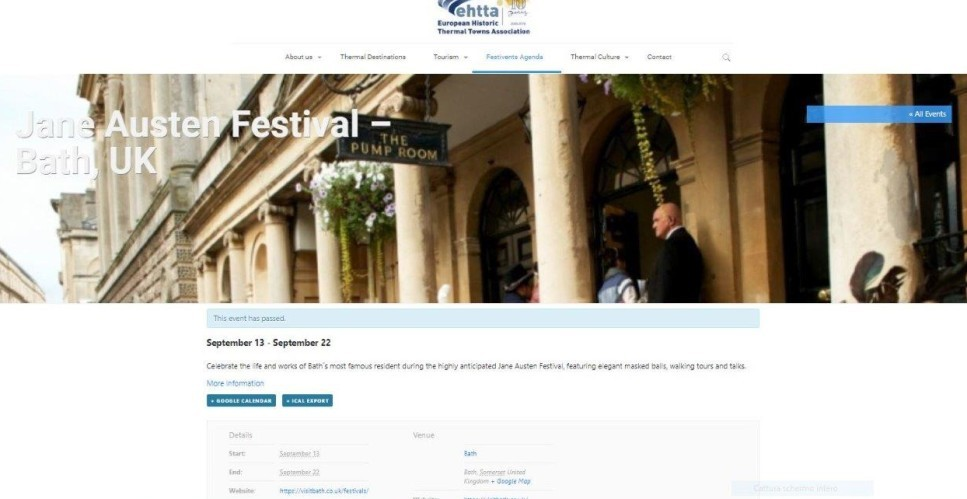 ehtta
European Historic
Thermal Towns Association
About us
Thermal Destinations
Tourism
Festivents Agenda
Thermal Culture
Contact
Jane Austen Festival –
Bath, UK
THE
PUMP ROOM
« All Events
This event has passed.
September 13 - September 22
Celebrate the life and works of Bath's most famous resident during the highly anticipated Jane Austen Festival, featuring elegant masked balls, walking tours and talks.
More Information
+ GOOGLE CALENDAR
+ ICAL EXPORT
Details
Start:
September 13
End:
September 22
Website:
https://visitbath.co.uk/festivals/
Venue
Bath
Bath, Somerset United
Kingdom + Google Map